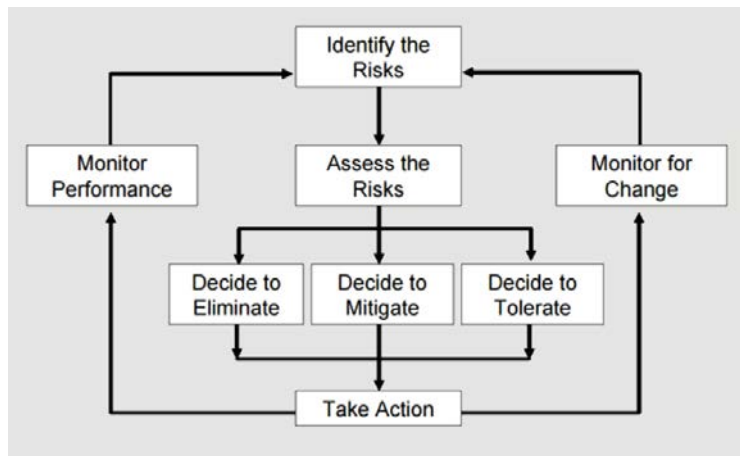 Identify the
Risks
Monitor
Performance
Assess the
Risks
Monitor for
Change
Decide to
Eliminate
Decide to
Mitigate
Decide to
Tolerate
Take Action